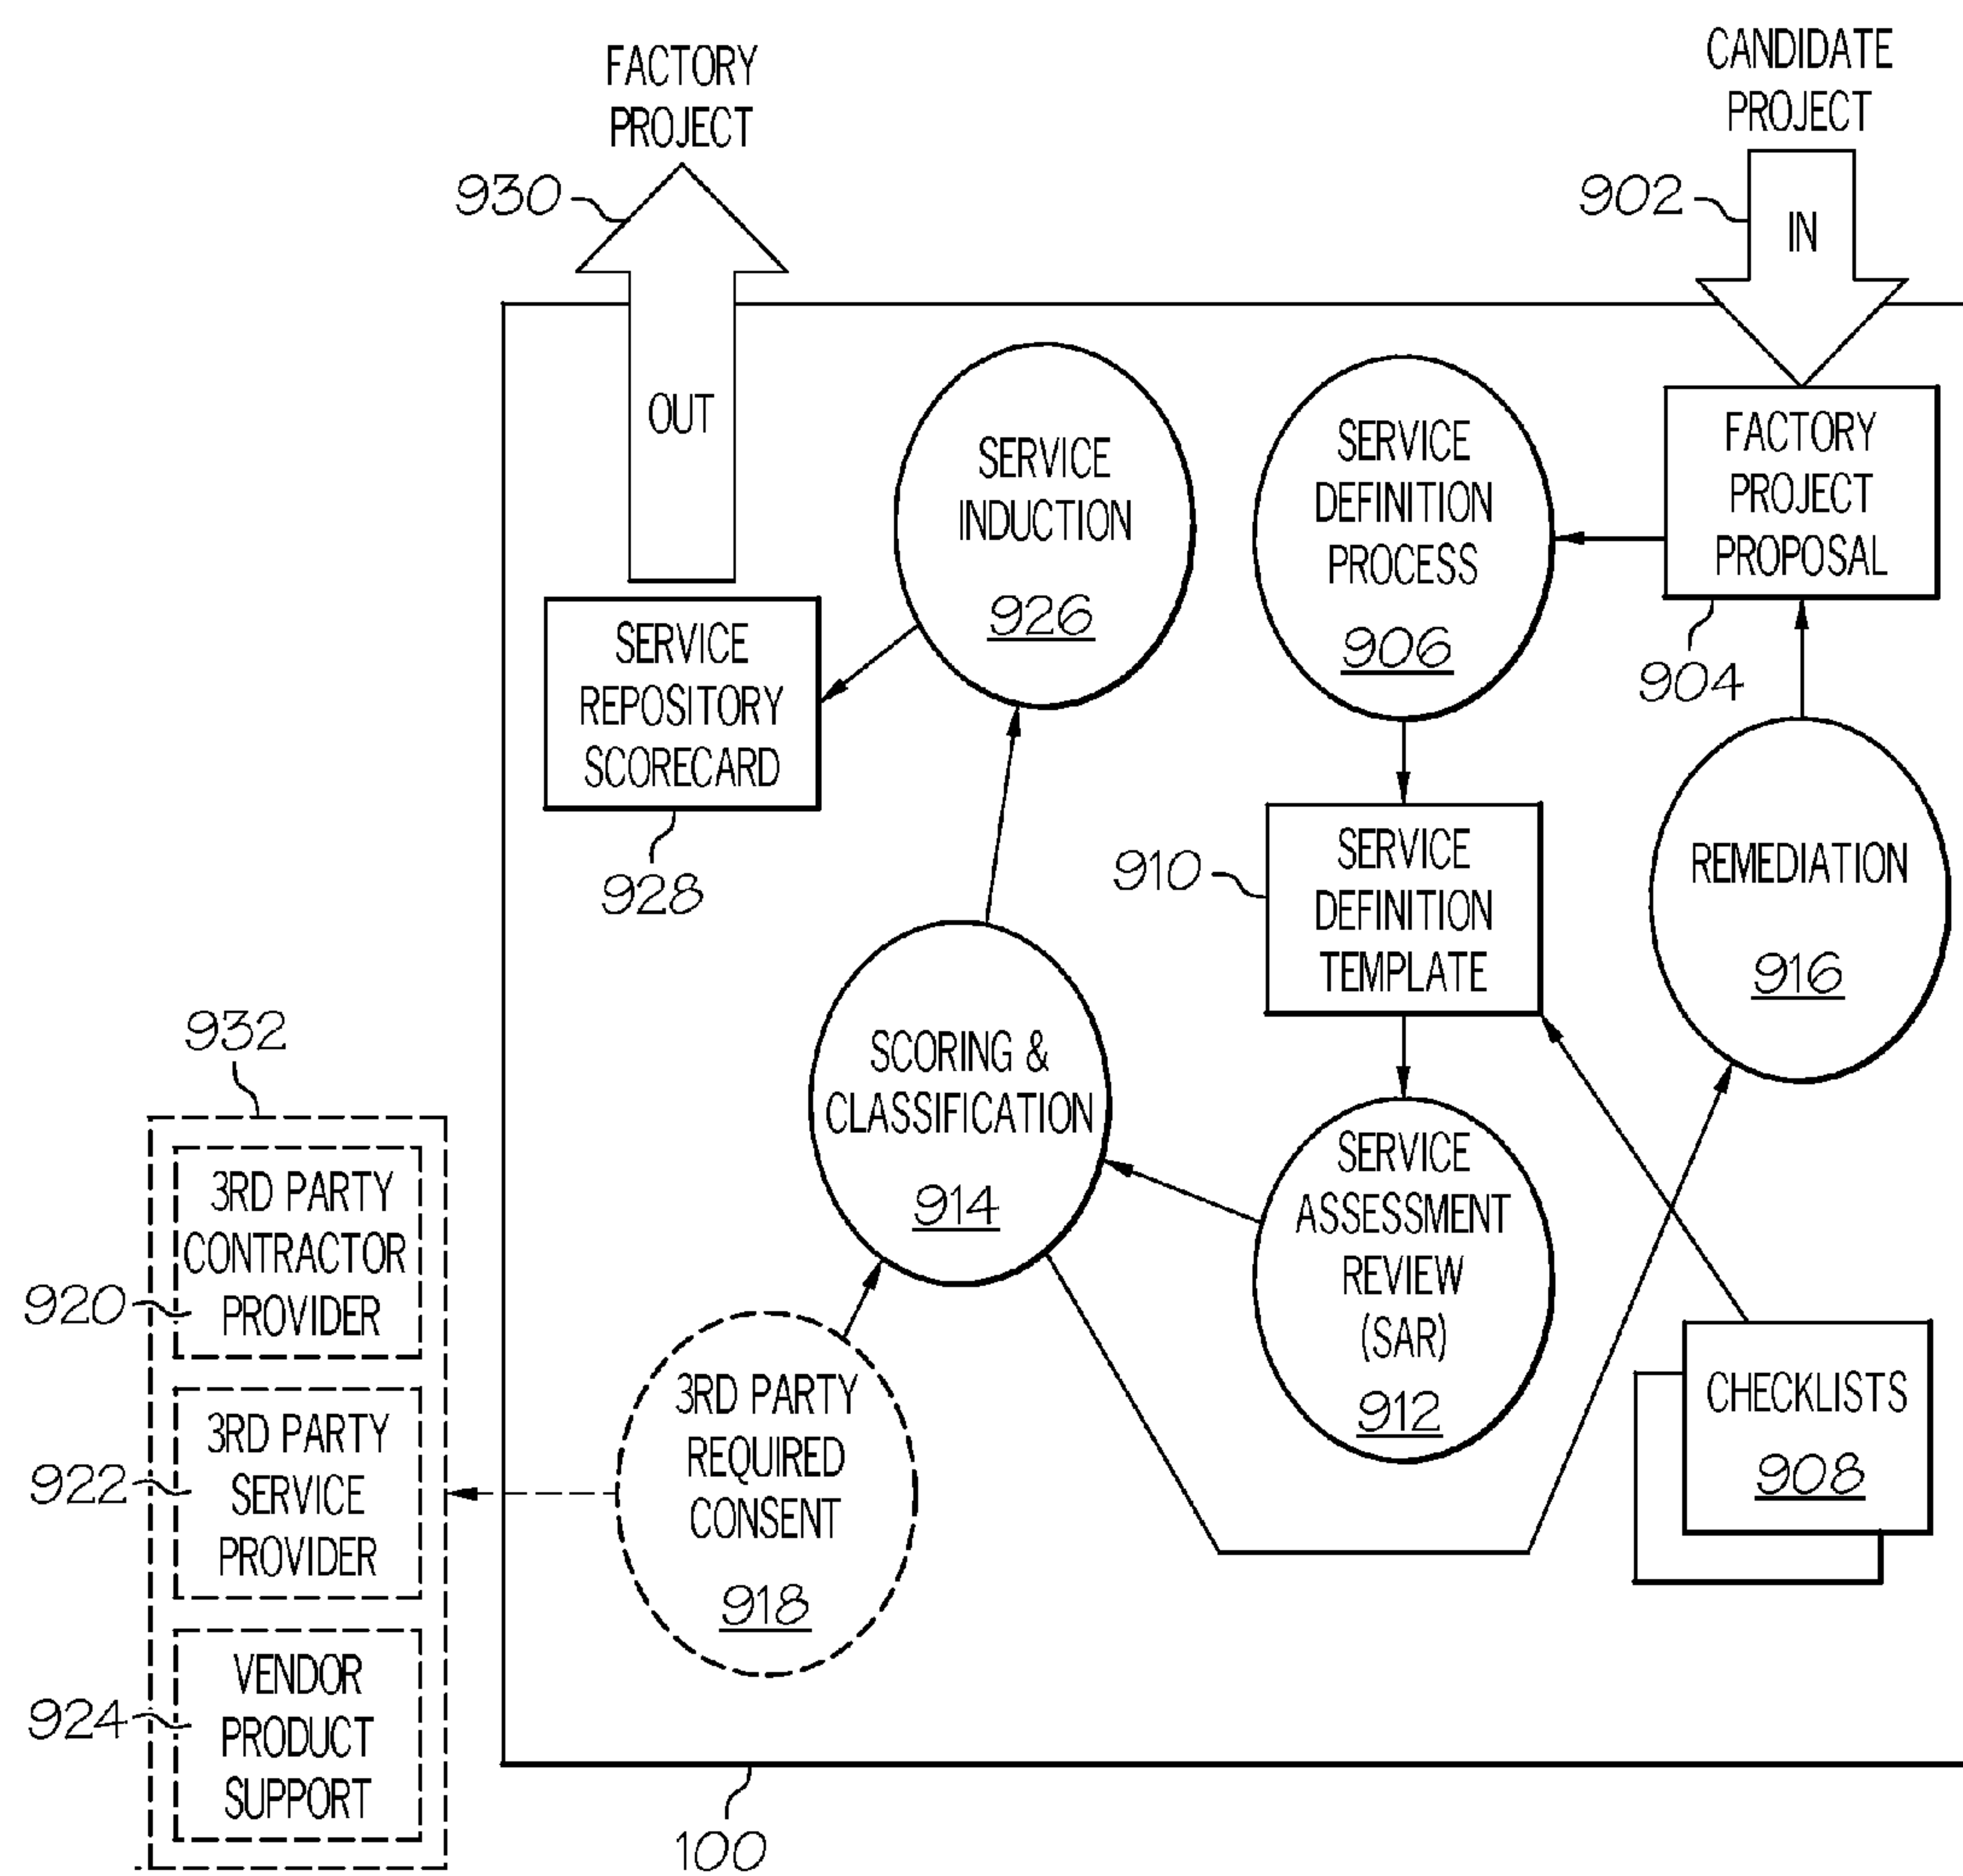 FACTORY
PROJECT
CANDIDATE
PROJECT
930
902
IN
OUT
SERVICE
INDUCTION
926
SERVICE
DEFINITION
PROCESS
906
FACTORY
PROJECT
PROPOSAL
904
SERVICE
REPOSITORY
SCORECARD
928
910
SERVICE
DEFINITION
TEMPLATE
REMEDIATION
916
SCORING &
CLASSIFICATION
914
SERVICE
ASSESSMENT
REVIEW
(SAR)
912
932
3RD PARTY
CONTRACTOR
PROVIDER
920
3RD PARTY
SERVICE
PROVIDER
922
VENDOR
PRODUCT
SUPPORT
924
3RD PARTY
REQUIRED
CONSENT
918
CHECKLISTS
908
100